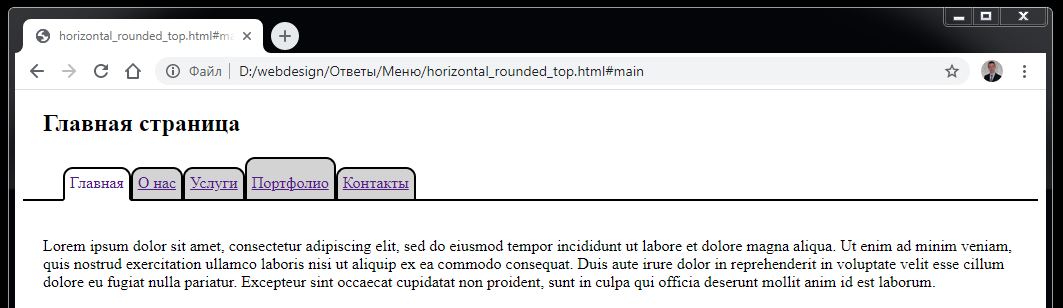 horizontal_rounded_top.html#ma
Файл D:/webdesign/Ответы/Меню/horizontal_rounded_top.html#main
Главная страница
Главная О нас Услуги Портфолио Контакты
Lorem ipsum dolor sit amet, consectetur adipiscing elit, sed do eiusmod tempor incididunt ut labore et dolore magna aliqua. Ut enim ad minim veniam,
quis nostrud exercitation ullamco laboris nisi ut aliquip ex ea commodo consequat. Duis aute irure dolor in reprehenderit in voluptate velit esse cillum
dolore eu fugiat nulla pariatur. Excepteur sint occaecat cupidatat non proident, sunt in culpa qui officia deserunt mollit anim id est laborum.